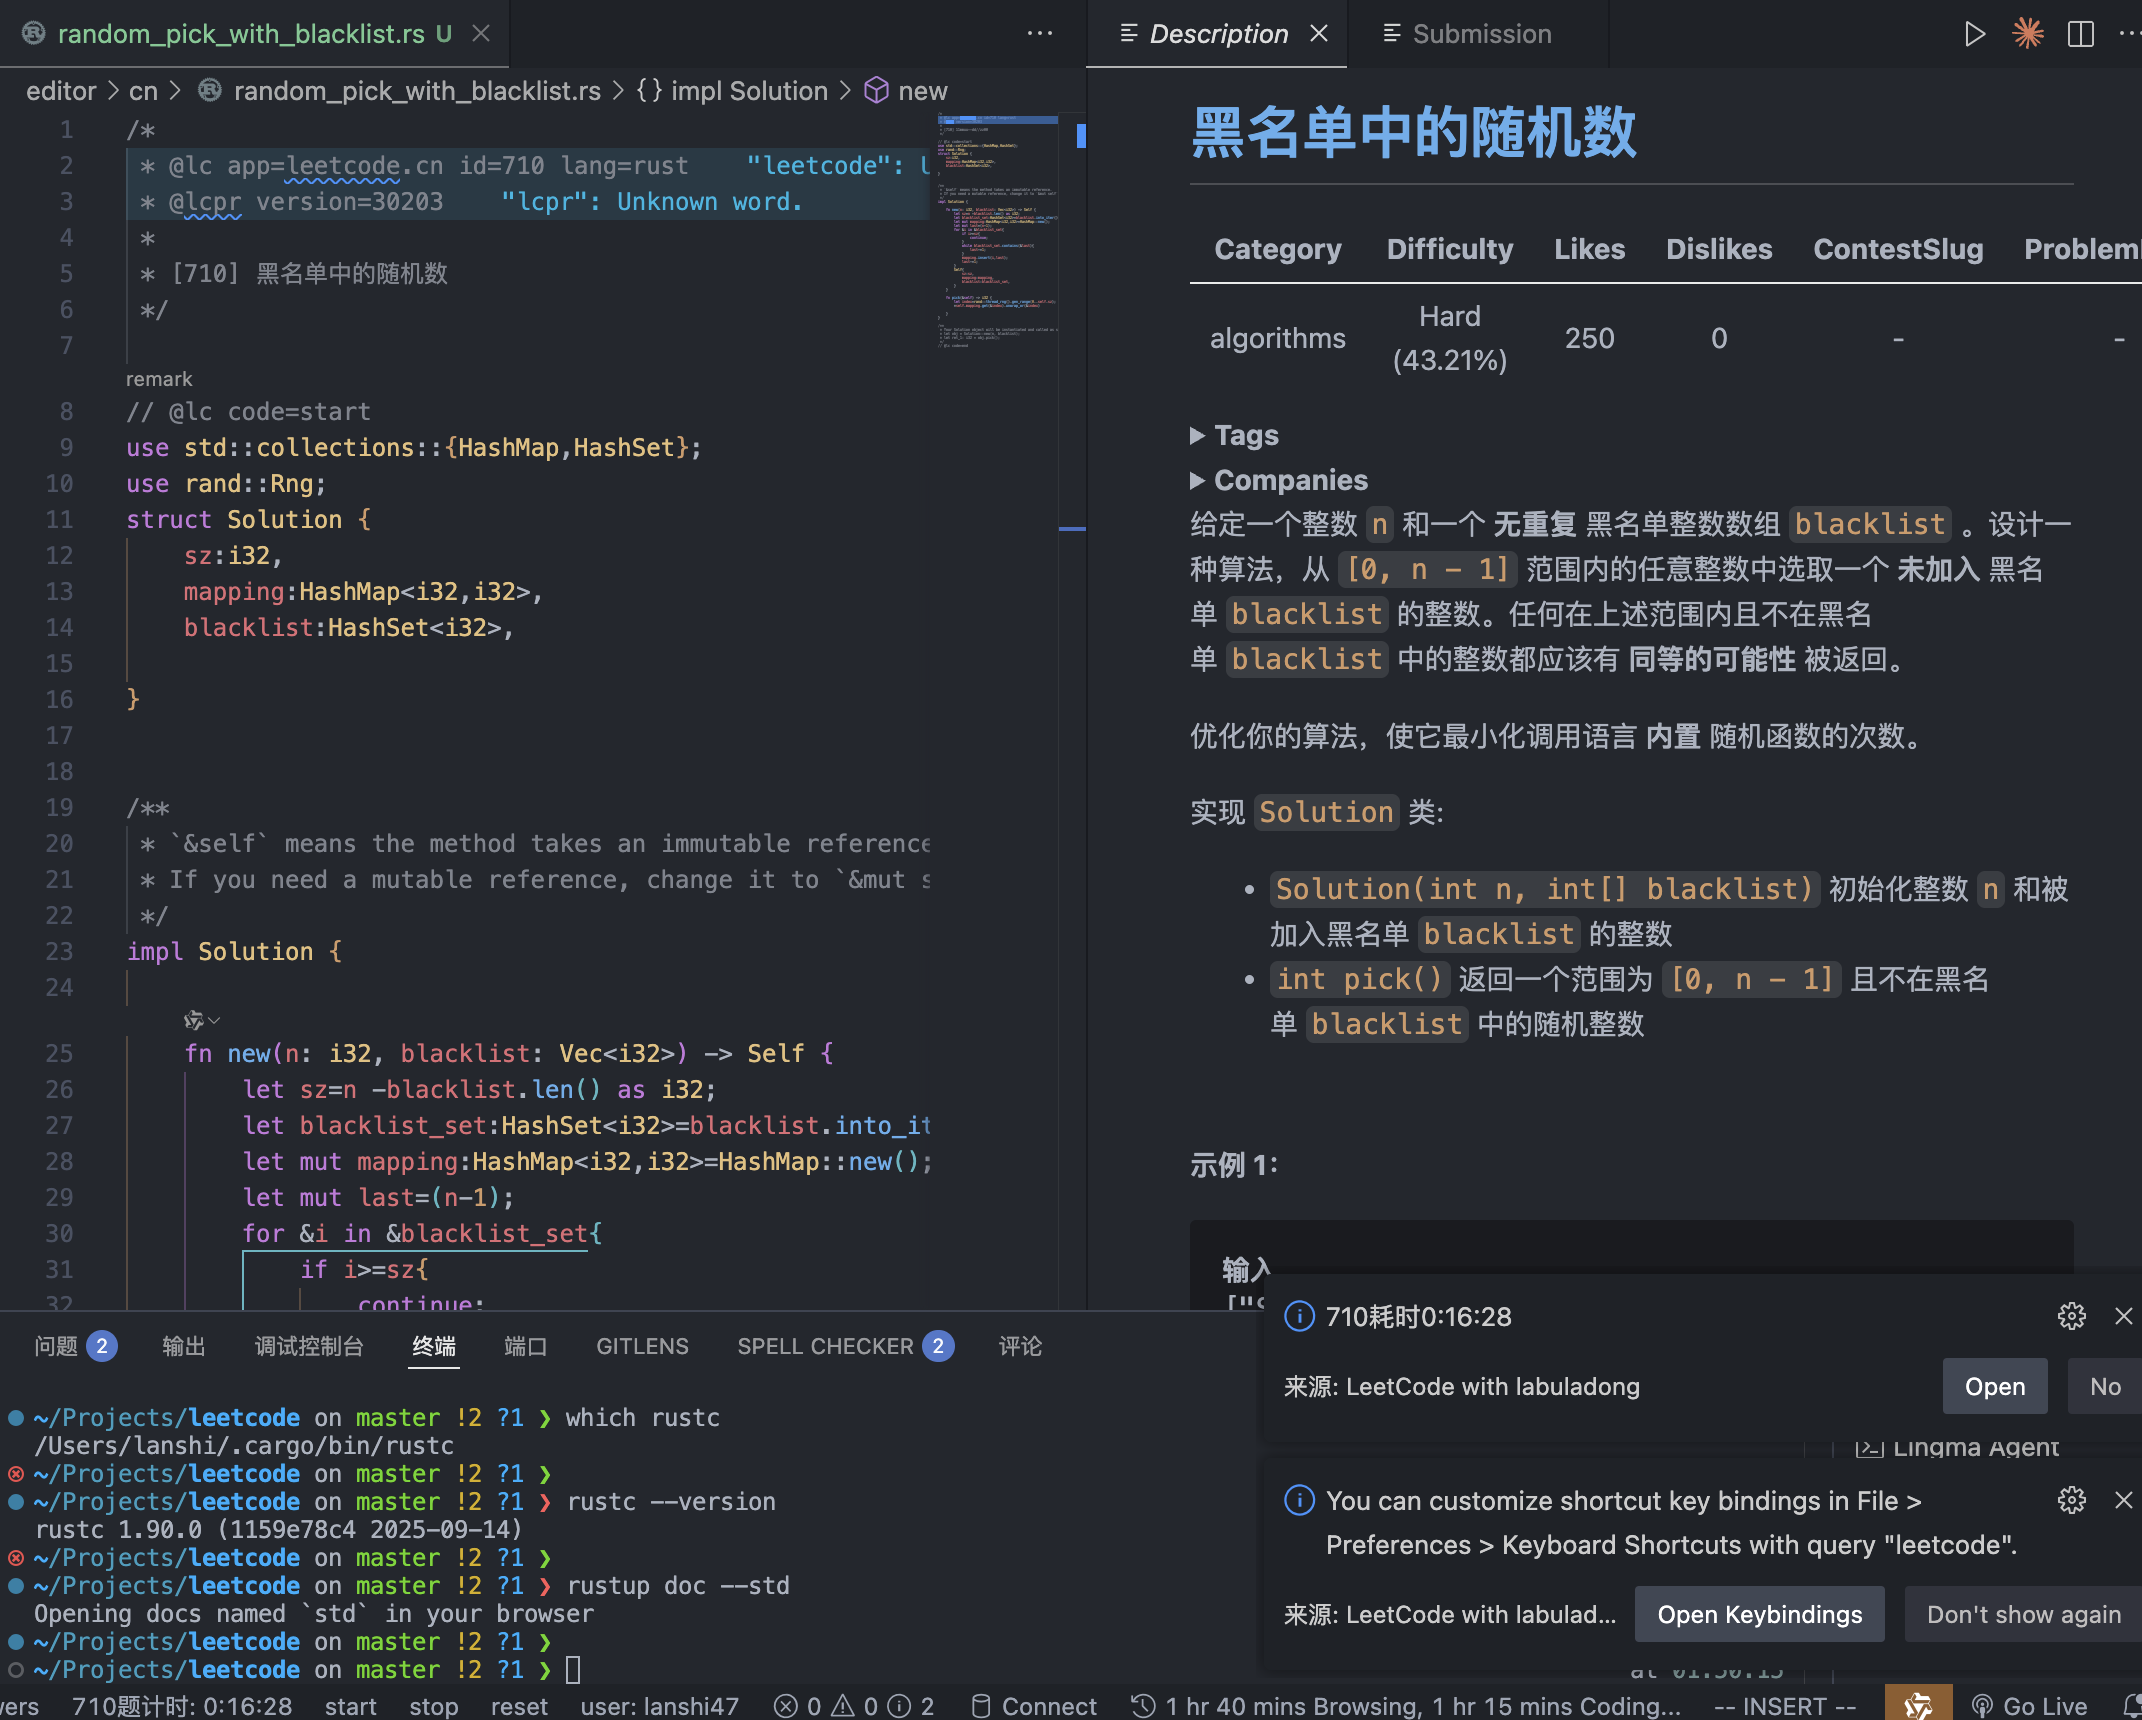 random_pick_with_blacklist.rs U
Description
Submission
editor > cn > random_pick_with_blacklist.rs > {} impl Solution > new
1 /*
2 * @lc app=leetcode.cn id=710 lang=rust "leetcode": U
3 * @lcpr version=30203 "lcpr": Unknown word.
4 *
5 * [710] 黑名单中的随机数
6 */
7
remark
8 // @lc code=start
9 use std::collections::{HashMap,HashSet};
10 use rand::Rng;
11 struct Solution {
12 sz:i32,
13 mapping:HashMap<i32,i32>,
14 blacklist:HashSet<i32>,
15
16 }
17
18
19 /**
20 * `&self` means the method takes an immutable reference
21 * If you need a mutable reference, change it to `&mut s
22 */
23 impl Solution {
24
25 fn new(n: i32, blacklist: Vec<i32>) -> Self {
26 let sz=n -blacklist.len() as i32;
27 let blacklist_set:HashSet<i32>=blacklist.into_it
28 let mut mapping:HashMap<i32,i32>=HashMap::new();
29 let mut last=(n-1);
30 for &i in &blacklist_set{
31 if i>=sz{
32 continue;
黑名单中的随机数
Category Difficulty Likes Dislikes ContestSlug Problem
algorithms Hard (43.21%) 250 0 - -
Tags
Companies
给定一个整数 n 和一个 无重复 黑名单整数数组 blacklist 。设计一
种算法，从 [0, n - 1] 范围内的任意整数中选取一个 未加入 黑名
单 blacklist 的整数。任何在上述范围内且不在黑名
单 blacklist 中的整数都应该有 同等的可能性 被返回。
优化你的算法，使它最小化调用语言 内置 随机函数的次数。
实现 Solution 类:
• Solution(int n, int[] blacklist) 初始化整数 n 和被
加入黑名单 blacklist 的整数
• int pick() 返回一个范围为 [0, n - 1] 且不在黑名
单 blacklist 中的随机整数
示例 1:
输入
问题 2 输出 调试控制台 终端 端口 GITLENS SPELL CHECKER 2 评论
~/Projects/leetcode on master !2 ?1 ❯ which rustc
/Users/lanshi/.cargo/bin/rustc
~/Projects/leetcode on master !2 ?1 ❯
~/Projects/leetcode on master !2 ?1 ❯ rustc --version
rustc 1.90.0 (1159e78c4 2025-09-14)
~/Projects/leetcode on master !2 ?1 ❯
~/Projects/leetcode on master !2 ?1 ❯ rustup doc --std
Opening docs named `std` in your browser
~/Projects/leetcode on master !2 ?1 ❯
~/Projects/leetcode on master !2 ?1 ❯
710耗时0:16:28
来源: LeetCode with labuladong
Open No
Lingma Agent
You can customize shortcut key bindings in File >
Preferences > Keyboard Shortcuts with query "leetcode".
来源: LeetCode with labulad...
Open Keybindings Don't show again
at 01:50:15
wers 710题计时: 0:16:28 start stop reset user: lanshi47 0 0 2 Connect 1 hr 40 mins Browsing, 1 hr 15 mins Coding... -- INSERT -- Go Live